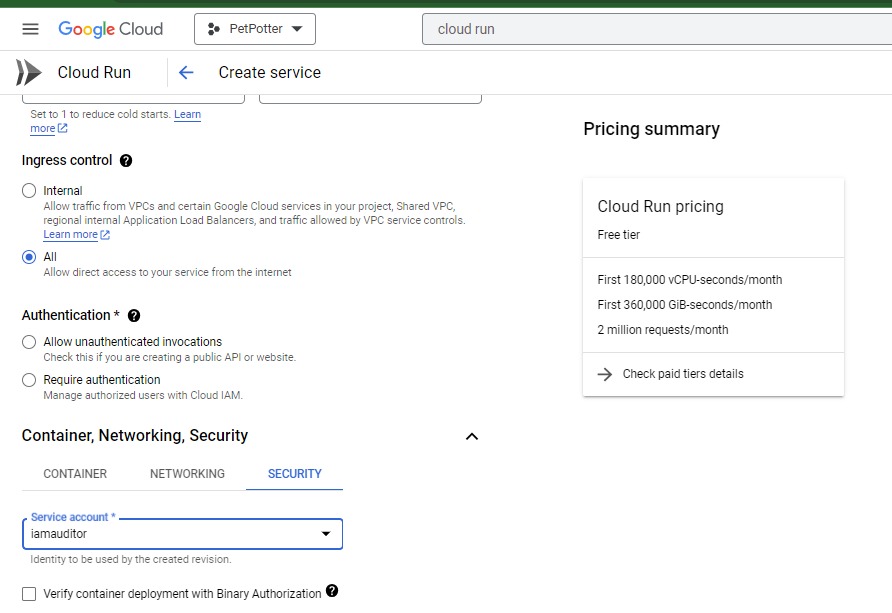 Google Cloud
PetPotter
cloud run
Cloud Run
Create service
Set to 1 to reduce cold starts. Learn
more
Ingress control
Internal
Allow traffic from VPCs and certain Google Cloud services in your project, Shared VPC,
regional internal Application Load Balancers, and traffic allowed by VPC service controls.
Learn more
All
Allow direct access to your service from the internet
Authentication *
Allow unauthenticated invocations
Check this if you are creating a public API or website.
Require authentication
Manage authorized users with Cloud IAM.
Container, Networking, Security
CONTAINER
NETWORKING
SECURITY
Service account *
iamauditor
Identity to be used by the created revision.
Verify container deployment with Binary Authorization
Pricing summary
Cloud Run pricing
Free tier
First 180,000 vCPU-seconds/month
First 360,000 GiB-seconds/month
2 million requests/month
Check paid tiers details